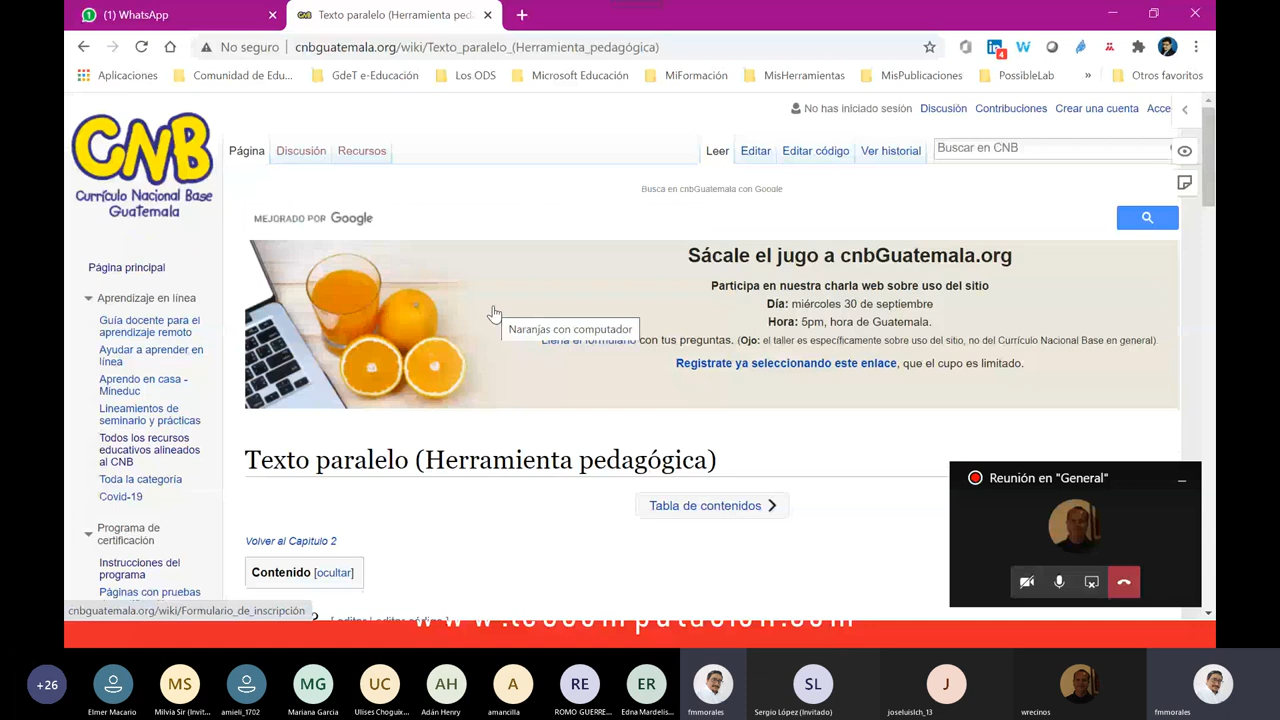 (1) WhatsApp
Texto paralelo (Herramienta ped
No seguro
cnbguatemala.org/wiki/Texto_paralelo_(Herramienta_pedagógica)
4
Aplicaciones
Comunidad de Edu...
GdeT e-Educación
Los ODS
Microsoft Educación
MiFormación
MisHerramientas
MisPublicaciones
PossibleLab
»
Otros favoritos
No has iniciado sesión Discusión Contribuciones Crear una cuenta Acce
CNB
Currículo Nacional Base
Guatemala
Página Discusión Recursos
Leer Editar Editar código Ver historial
Buscar en CNB
Busca en cnbGuatemala con Google
MEJORADO POR Google
Sácale el jugo a cnbGuatemala.org
Participa en nuestra charla web sobre uso del sitio
Día: miércoles 30 de septiembre
Hora: 5pm, hora de Guatemala.
Naranjas con computador
Llena el formulario con tus preguntas. (Ojo: el taller es específicamente sobre uso del sitio, no del Currículo Nacional Base en general).
Registrate ya seleccionando este enlace, que el cupo es limitado.
Página principal
Aprendizaje en línea
Guía docente para el
aprendizaje remoto
Ayudar a aprender en
línea
Aprendo en casa -
Mineduc
Lineamientos de
seminario y prácticas
Todos los recursos
educativos alineados
al CNB
Toda la categoría
Covid-19
Programa de
certificación
Instrucciones del
programa
Páginas con pruebas
cnbguatemala.org/wiki/Formulario_de_inscripción
Texto paralelo (Herramienta pedagógica)
Tabla de contenidos
Volver al Capitulo 2
Contenido [ocultar]
[ editar | editar código ]
Reunión en "General"
+26
MS
MG
UC
AH
A
RE
ER
SL
J
Elmer Macario
Milvia Sir (Invit...
amieli_1702
Mariana Garcia
Ulises Choguix...
Adán Henry
amancilla
ROMO GUERRE...
Edna Mardelis...
fmmorales
Sergio López (Invitado)
joseluislch_13
wrecinos
fmmorales